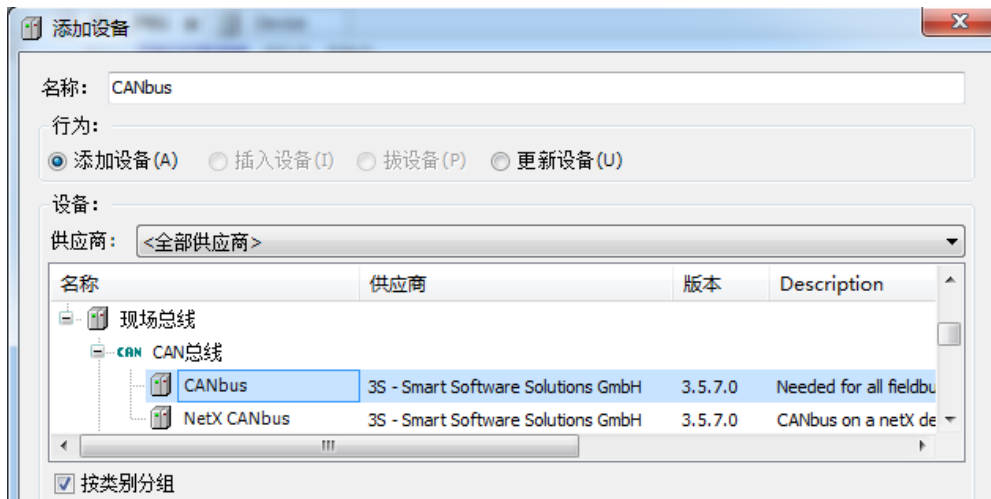 添加设备
名称： CANbus
行为：
添加设备(A) 插入设备(I) 拔设备(P) 更新设备(U)
设备：
供应商： <全部供应商>
名称 供应商 版本 Description
现场总线
CAN CAN总线
CANbus 3S - Smart Software Solutions GmbH 3.5.7.0 Needed for all fieldbu
NetX CANbus 3S - Smart Software Solutions GmbH 3.5.7.0 CANbus on a netX de
按类别分组